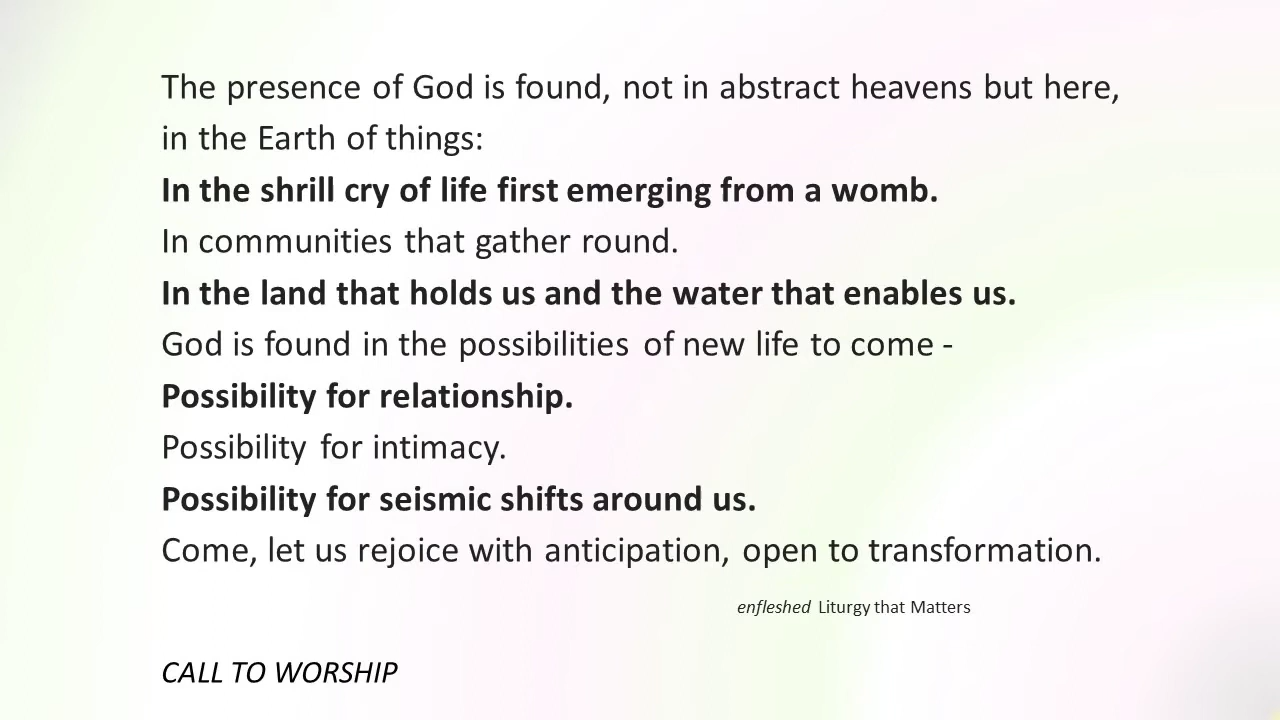 The presence of God is found, not in abstract heavens but here,
in the Earth of things:
In the shrill cry of life first emerging from a womb.
In communities that gather round.
In the land that holds us and the water that enables us.
God is found in the possibilities of new life to come -
Possibility for relationship.
Possibility for intimacy.
Possibility for seismic shifts around us.
Come, let us rejoice with anticipation, open to transformation.
enfleshed Liturgy that Matters
CALL TO WORSHIP